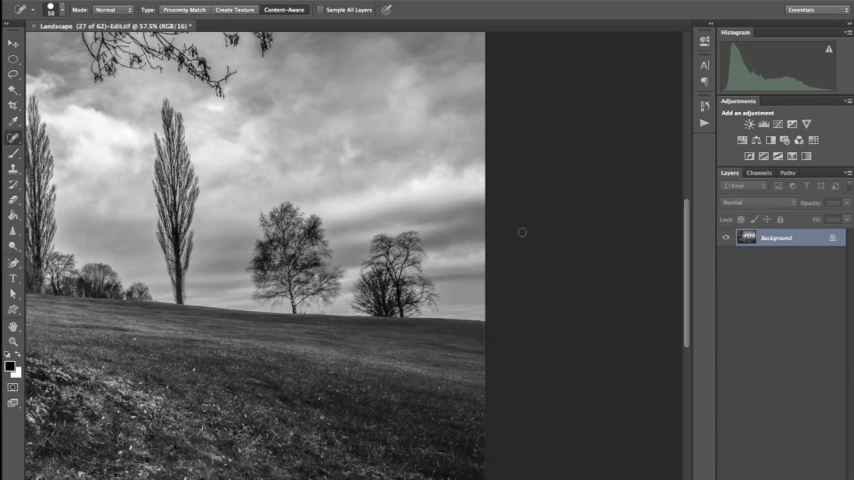 50
Mode: Normal
Type: Proximity Match Create Texture Content-Aware
Sample All Layers
Essentials
× Landscape (27 of 62)-Edit.tif @ 57.5% (RGB/16) *
Histogram
Adjustments
Add an adjustment
Layers Channels Paths
Kind
Normal
Opacity: 100%
Lock:
Fill: 100%
Background